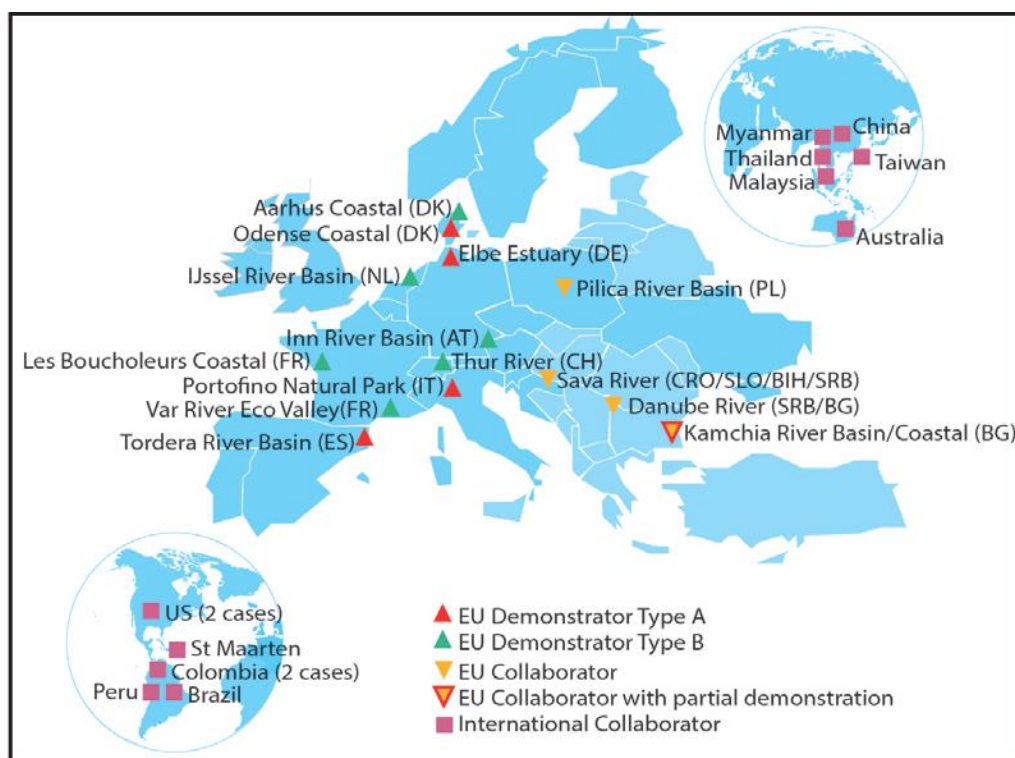 Myanmar
China
Thailand
Taiwan
Malaysia
Australia
Aarhus Coastal (DK)
Odense Coastal (DK)
Elbe Estuary (DE)
IJssel River Basin (NL)
Pilica River Basin (PL)
Inn River Basin (AT)
Les Boucholeurs Coastal (FR)
Thur River (CH)
Portofino Natural Park (IT)
Sava River (CRO/SLO/BIH/SRB)
Var River Eco Valley(FR)
Danube River (SRB/BG)
Tordera River Basin (ES)
Kamchia River Basin/Coastal (BG)
US (2 cases)
St Maarten
Colombia (2 cases)
Peru
Brazil
EU Demonstrator Type A
EU Demonstrator Type B
EU Collaborator
EU Collaborator with partial demonstration
International Collaborator